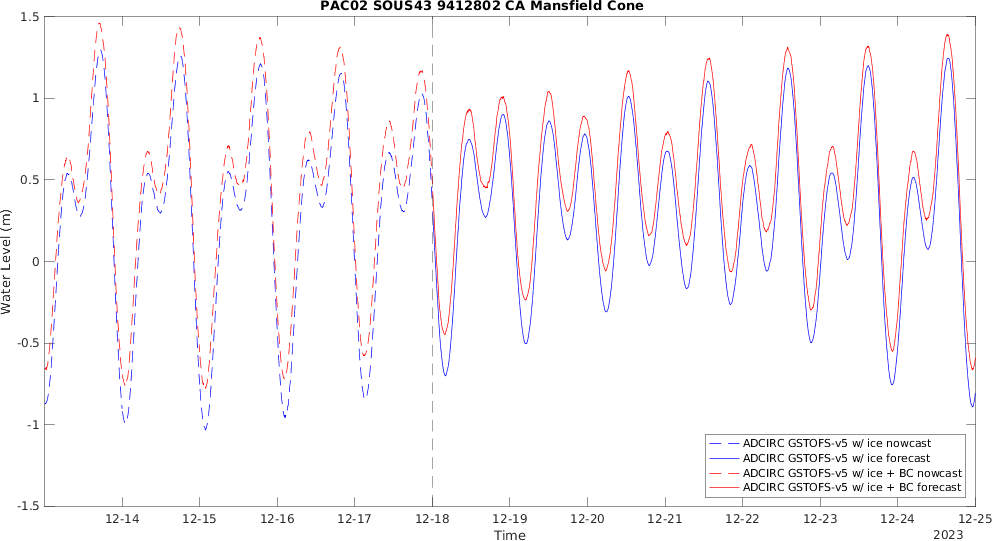 PAC02 SOUS43 9412802 CA Mansfield Cone
Water Level (m)
1.5
1
0.5
0
-0.5
-1
-1.5
12-14
12-15
12-16
12-17
12-18
12-19
12-20
12-21
12-22
12-23
12-24
12-25
Time
2023
ADCIRC GSTOFS-v5 w/ ice nowcast
ADCIRC GSTOFS-v5 w/ ice forecast
ADCIRC GSTOFS-v5 w/ ice + BC nowcast
ADCIRC GSTOFS-v5 w/ ice + BC forecast